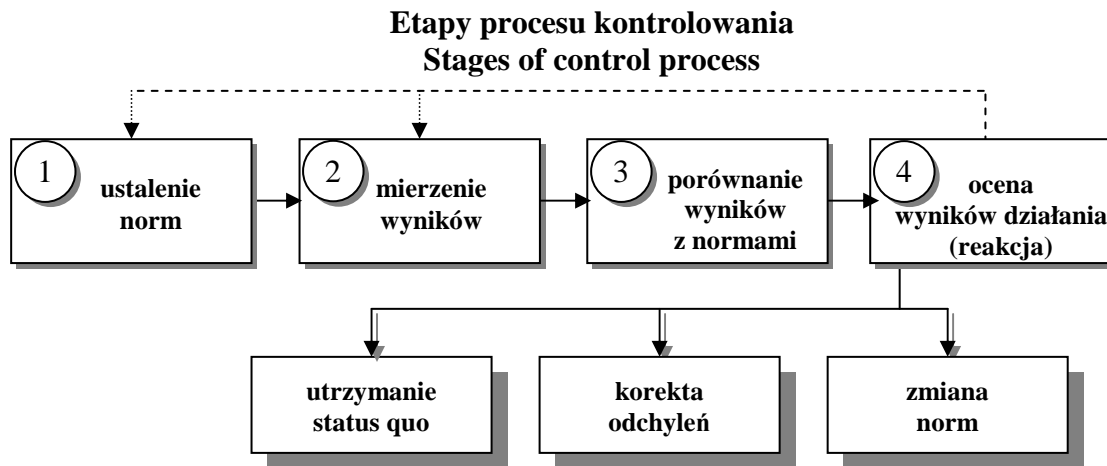 Etapy procesu kontrolowania
Stages of control process
1
ustalenie
norm
2
mierzenie
wyników
3
porównanie
wyników
z normami
4
ocena
wyników działania
(reakcja)
utrzymanie
status quo
korekta
odchyleń
zmiana
norm